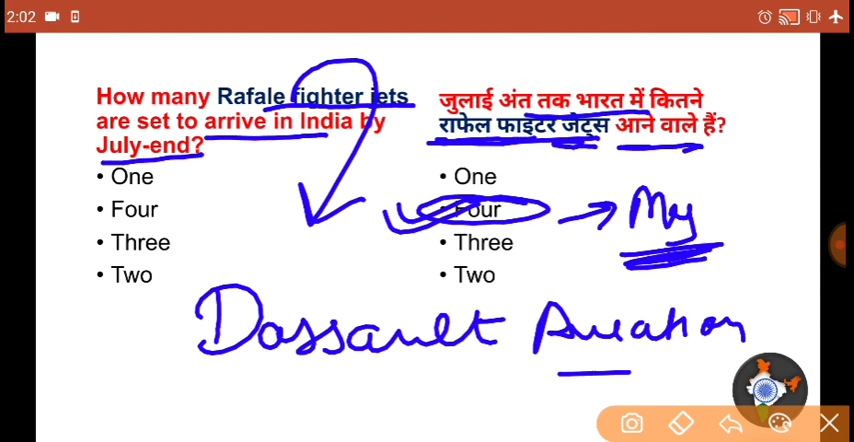 2:02
How many Rafale fighter jets
are set to arrive in India by
July-end?
• One
• Four
• Three
• Two
जुलाई अंत तक भारत में कितने
राफेल फाइटर जेट्स आने वाले हैं?
• One
• Four
• Three
• Two
My
Dassault Aviation